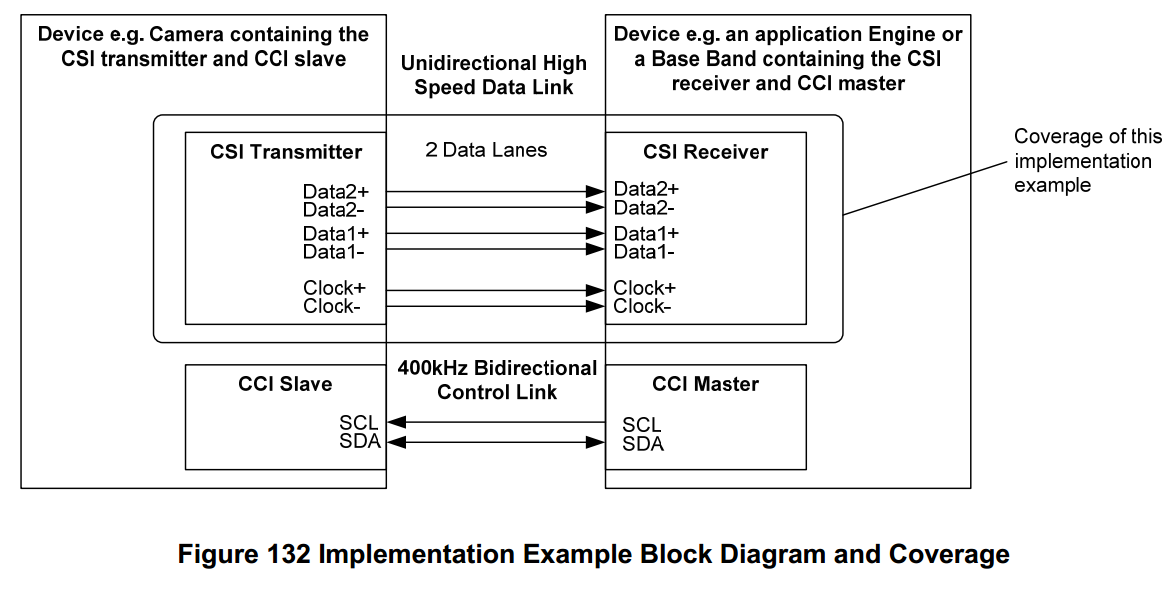 Device e.g. Camera containing the
CSI transmitter and CCI slave
Unidirectional High
Speed Data Link
Device e.g. an application Engine or
a Base Band containing the CSI
receiver and CCI master
Coverage of this
implementation
example
CSI Transmitter
2 Data Lanes
CSI Receiver
Data2+
Data2-
Data1+
Data1-
Clock+
Clock-
Data2+
Data2-
Data1+
Data1-
Clock+
Clock-
400kHz Bidirectional
Control Link
CCI Slave
SCL
SDA
CCI Master
SCL
SDA
Figure 132 Implementation Example Block Diagram and Coverage